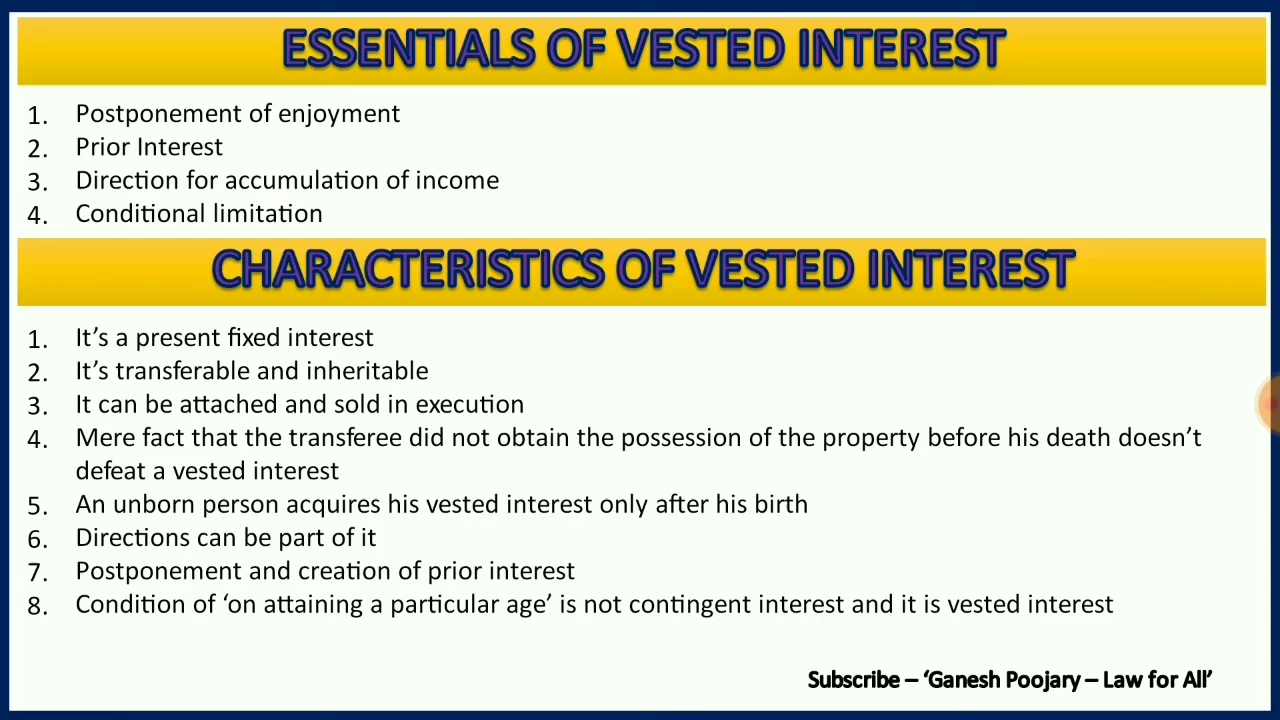 ESSENTIALS OF VESTED INTEREST
1. Postponement of enjoyment
2. Prior Interest
3. Direction for accumulation of income
4. Conditional limitation
CHARACTERISTICS OF VESTED INTEREST
1. It’s a present fixed interest
2. It’s transferable and inheritable
3. It can be attached and sold in execution
4. Mere fact that the transferee did not obtain the possession of the property before his death doesn’t
defeat a vested interest
5. An unborn person acquires his vested interest only after his birth
6. Directions can be part of it
7. Postponement and creation of prior interest
8. Condition of ‘on attaining a particular age’ is not contingent interest and it is vested interest
Subscribe – ‘Ganesh Poojary – Law for All’